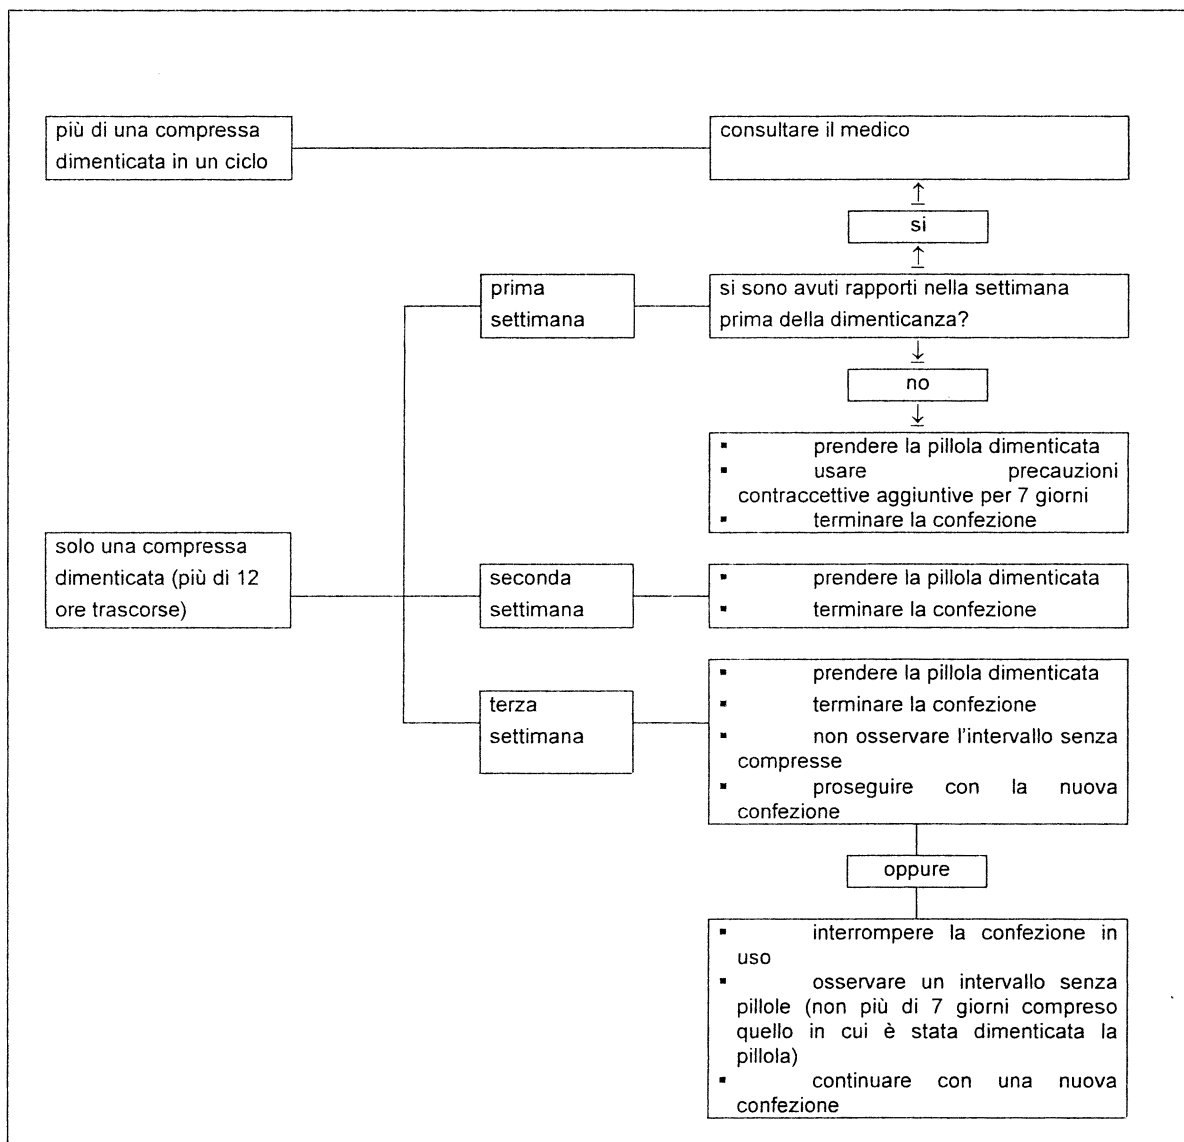 più di una compressa
dimenticata in un ciclo
consultare il medico
si
prima
settimana
si sono avuti rapporti nella settimana
prima della dimenticanza?
no
▪ prendere la pillola dimenticata
▪ usare precauzioni
contraccettive aggiuntive per 7 giorni
▪ terminare la confezione
solo una compressa
dimenticata (più di 12
ore trascorse)
seconda
settimana
▪ prendere la pillola dimenticata
▪ terminare la confezione
terza
settimana
▪ prendere la pillola dimenticata
▪ terminare la confezione
▪ non osservare l'intervallo senza
compresse
▪ proseguire con la nuova
confezione
oppure
▪ interrompere la confezione in
uso
▪ osservare un intervallo senza
pillole (non più di 7 giorni compreso
quello in cui è stata dimenticata la
pillola)
▪ continuare con una nuova
confezione